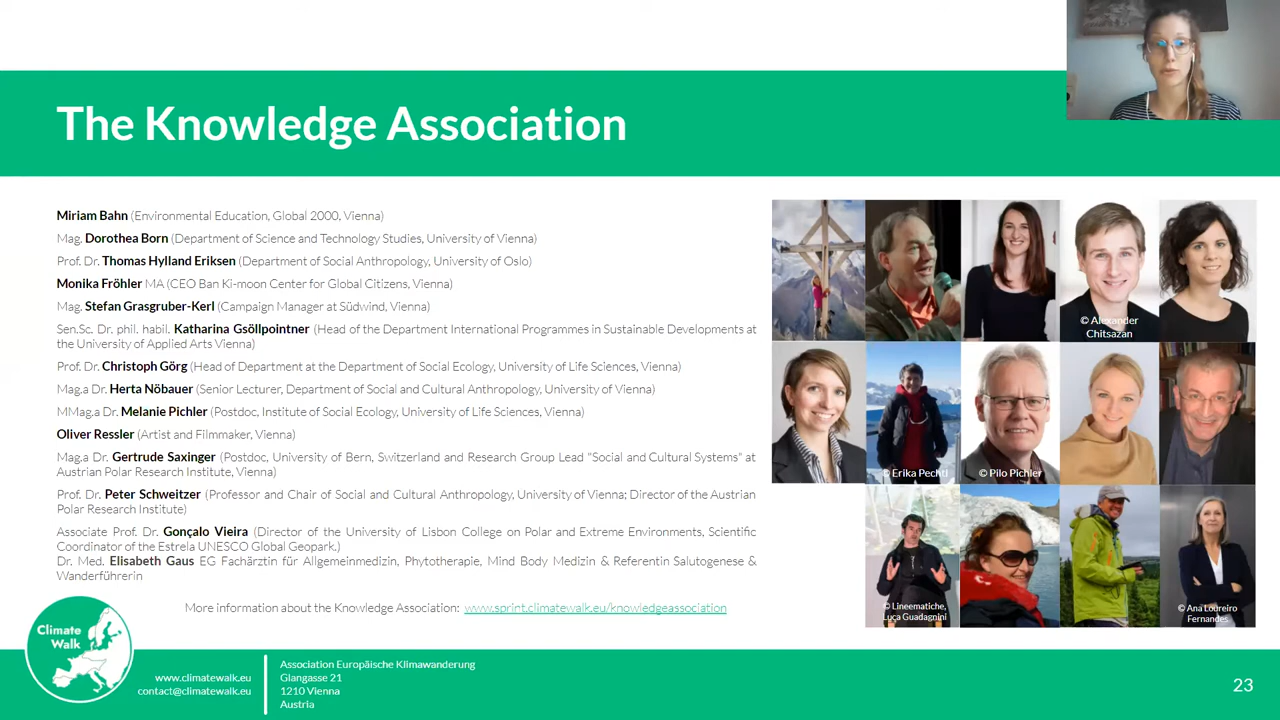 The Knowledge Association
Miriam Bahn (Environmental Education, Global 2000, Vienna)
Mag. Dorothea Born (Department of Science and Technology Studies, University of Vienna)
Prof. Dr. Thomas Hylland Eriksen (Department of Social Anthropology, University of Oslo)
Monika Fröhler MA (CEO Ban Ki-moon Center for Global Citizens, Vienna)
Mag. Stefan Grasgruber-Kerl (Campaign Manager at Südwind, Vienna)
Sen.Sc. Dr. phil. habil. Katharina Gsöllpointner (Head of the Department International Programmes in Sustainable Developments at
the University of Applied Arts Vienna)
Prof. Dr. Christoph Görg (Head of Department at the Department of Social Ecology, University of Life Sciences, Vienna)
Mag.a Dr. Herta Nöbauer (Senior Lecturer, Department of Social and Cultural Anthropology, University of Vienna)
MMag.a Dr. Melanie Pichler (Postdoc, Institute of Social Ecology, University of Life Sciences, Vienna)
Oliver Ressler (Artist and Filmmaker, Vienna)
Mag.a Dr. Gertrude Saxinger (Postdoc, University of Bern, Switzerland and Research Group Lead "Social and Cultural Systems" at
Austrian Polar Research Institute, Vienna)
Prof. Dr. Peter Schweitzer (Professor and Chair of Social and Cultural Anthropology, University of Vienna; Director of the Austrian
Polar Research Institute)
Associate Prof. Dr. Gonçalo Vieira (Director of the University of Lisbon College on Polar and Extreme Environments, Scientific
Coordinator of the Estrela UNESCO Global Geopark.)
Dr. Med. Elisabeth Gaus EG Fachärztin für Allgemeinmedizin, Phytotherapie, Mind Body Medizin & Referentin Salutogenese &
Wanderführerin
More information about the Knowledge Association: www.sprint.climatewalk.eu/knowledgeassociation
© Alexander
Chitsazan
© Erika Pechtl
© Pilo Pichler
© Lineematiche,
Luca Guadagnini
© Ana Loureiro
Fernandes
Climate
Walk
www.climatewalk.eu
contact@climatewalk.eu
Association Europäische Klimawanderung
Glangasse 21
1210 Vienna
Austria
23